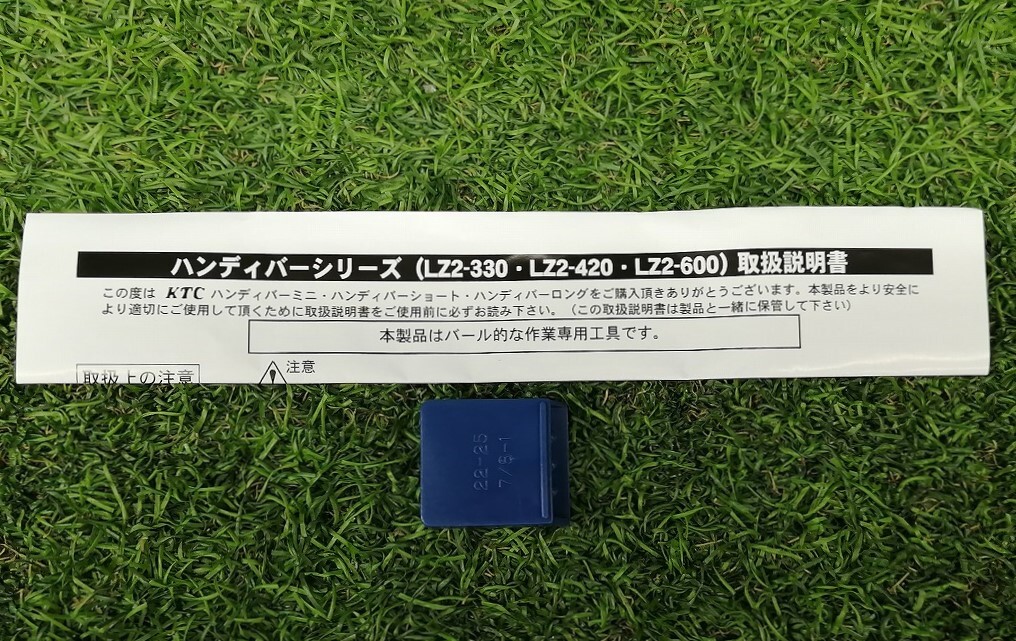 ハンディバーシリーズ（LZ2-330・LZ2-420・LZ2-600）取扱説明書
この度は KTC ハンディバーミニ・ハンディバーショート・ハンディバーロングをご購入頂きありがとうございます。本製品をより安全に
より適切にご使用して頂くために取扱説明書をご使用前に必ずお読み下さい。（この取扱説明書は製品と一緒に保管して下さい）
本製品はバール的な作業専用工具です。
取扱上の注意
注意
22-25
7/8-1